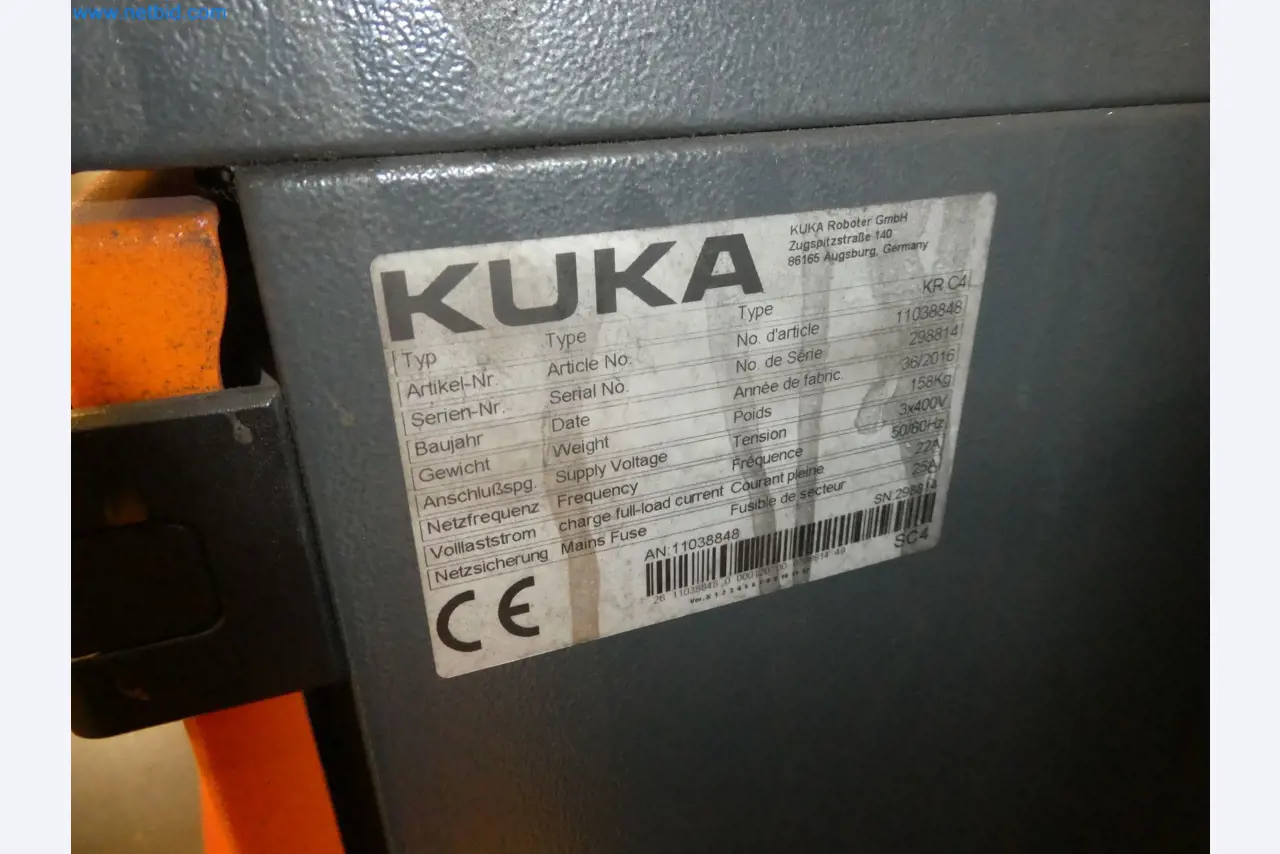 www.netbid.com
KUKA
KUKA Roboter GmbH
Zugspitzstraße 140
86165 Augsburg, Germany
Typ Type Type KR C4
Artikel-Nr. Article No. No. d'article 11038848
Serien-Nr. Serial No. No. de Série 298814
Baujahr Date Année de fabric. 36/2016
Gewicht Weight Poids 158Kg
Anschlußspg. Supply Voltage Tension 3x400V
Netzfrequenz Frequency Fréquence 50/60Hz
Volllaststrom charge full-load current Courant pleine 22A
Netzsicherung Mains Fuse Fusible de secteur 25A
AN:11038848 SN:298814
26 11038848
SC4
CE